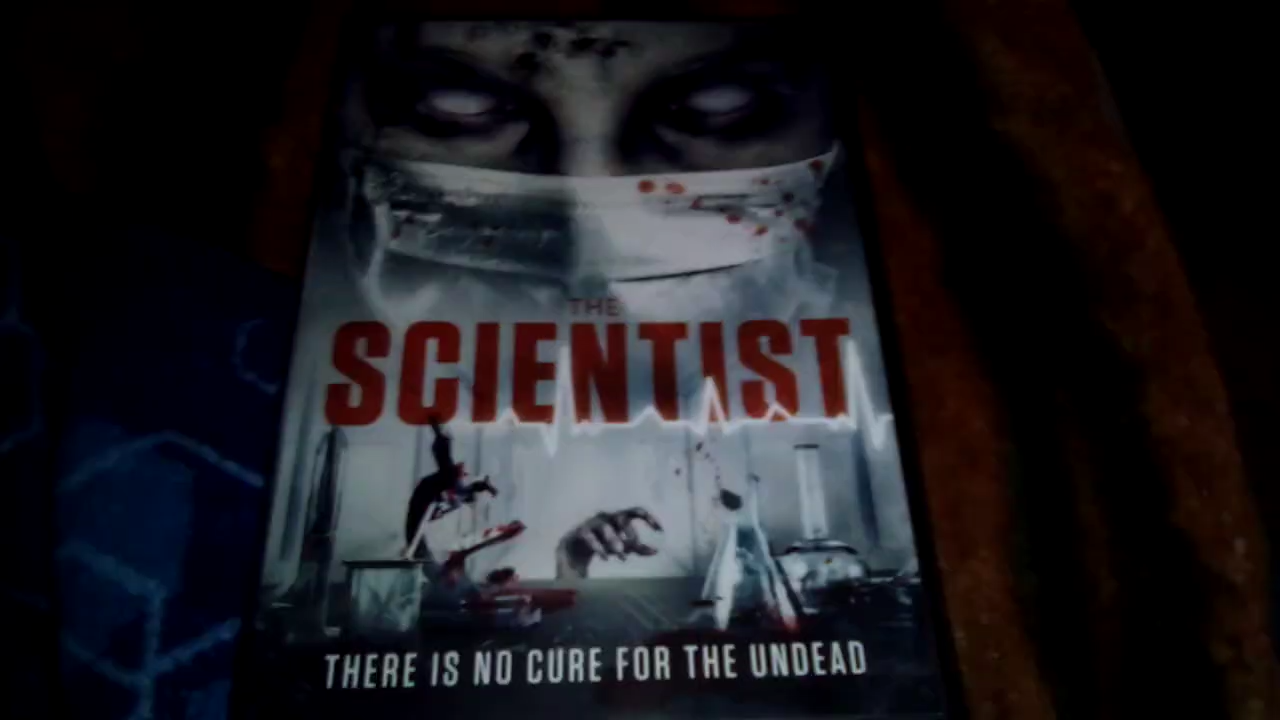 THE
SCIENTIST
THERE IS NO CURE FOR THE UNDEAD